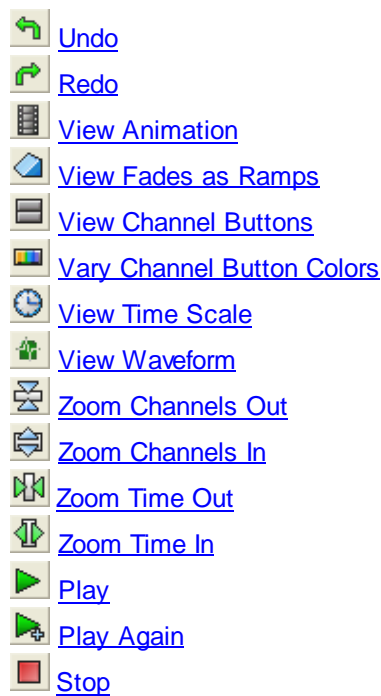 Undo
Redo
View Animation
View Fades as Ramps
View Channel Buttons
Vary Channel Button Colors
View Time Scale
View Waveform
Zoom Channels Out
Zoom Channels In
Zoom Time Out
Zoom Time In
Play
Play Again
Stop